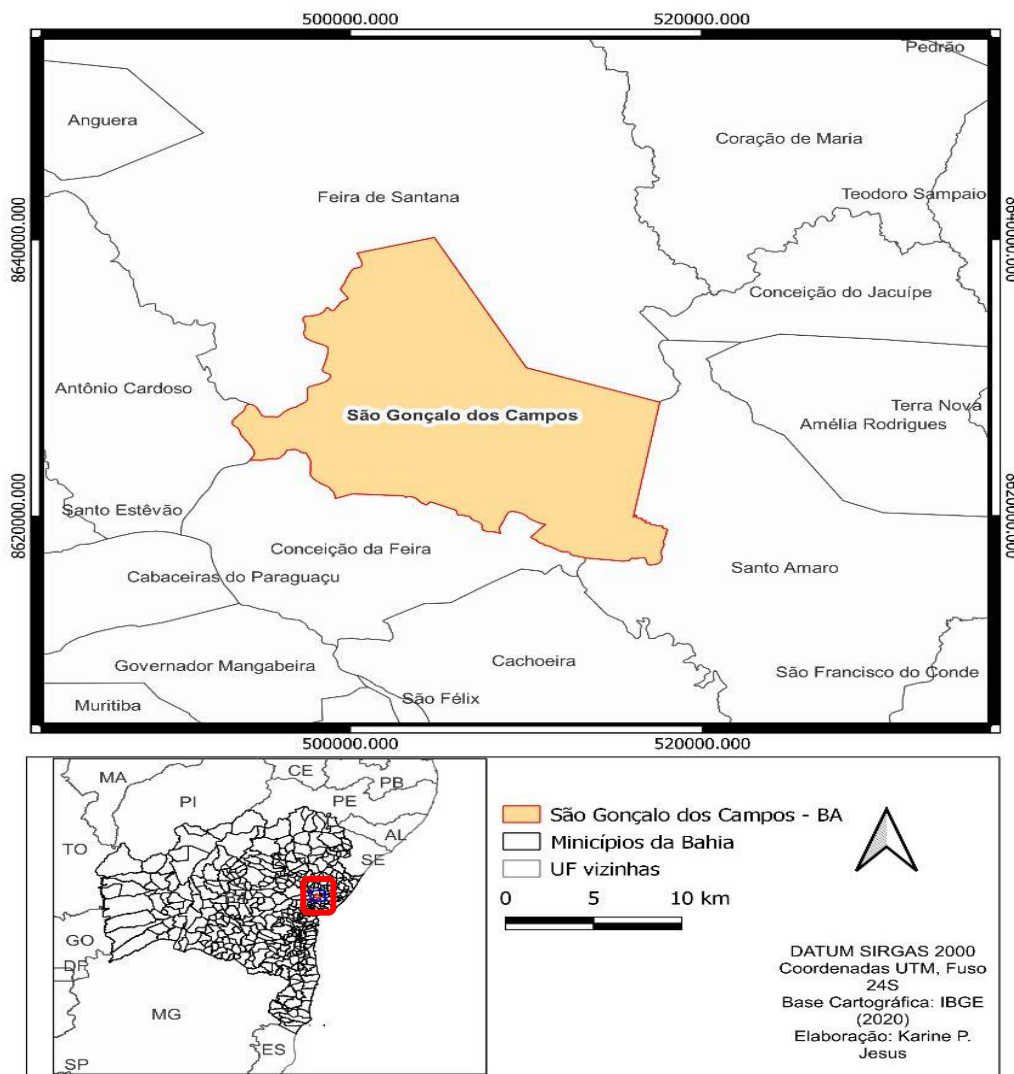 500000.000
520000.000
Pedrão
Anguera
Coração de Maria
Feira de Santana
Teodoro Sampaio
8640000.000
8640000.000
Conceição do Jacuípe
Antônio Cardoso
São Gonçalo dos Campos
Terra Nova
Amélia Rodrigues
Santo Estêvão
8620000.000
8620000.000
Conceição da Feira
Santo Amaro
Cabaceiras do Paraguaçu
Governador Mangabeira
Cachoeira
São Francisco do Conde
São Félix
Muritiba
500000.000
520000.000
MA
CE
PB
PI
PE
AL
TO
SE
GO
DF
MG
ES
SP
São Gonçalo dos Campos - BA
Minicípios da Bahia
UF vizinhas
0 5 10 km
DATUM SIRGAS 2000
Coordenadas UTM, Fuso
24S
Base Cartográfica: IBGE
(2020)
Elaboração: Karine P.
Jesus